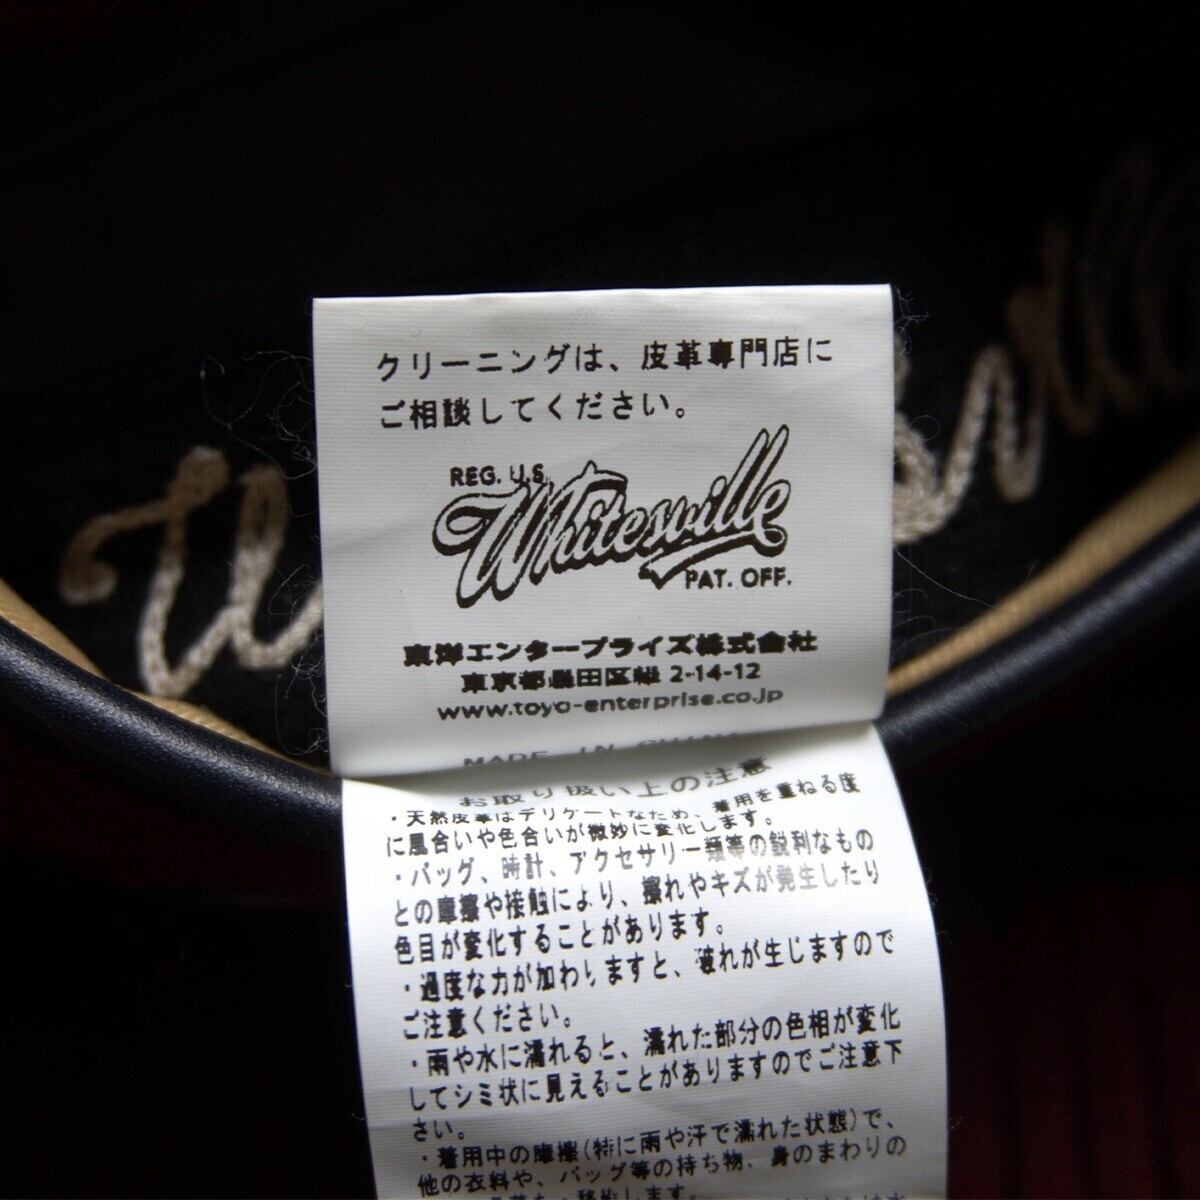 クリーニングは、皮革専門店に
ご相談してください。
REG. U.S.
Whitesville
PAT. OFF.
東洋エンタープライズ株式会社
東京都墨田区緑 2-14-12
www.toyo-enterprise.co.jp
MADE IN CHINA
お取り扱い上の注意
・天然皮革はデリケートなため、着用を重ねる度
に風合いや色合いが微妙に変化します。
・バッグ、時計、アクセサリー類等の鋭利なもの
との摩擦や接触により、擦れやキズが発生したり
色目が変化することがあります。
・過度な力が加わりますと、破れが生じますので
ご注意ください。
・雨や水に濡れると、濡れた部分の色相が変化
してシミ状に見えることがありますのでご注意下
さい。
・着用中の摩擦(特に雨や汗で濡れた状態)で、
他の衣料や、バッグ等の持ち物、身のまわりの